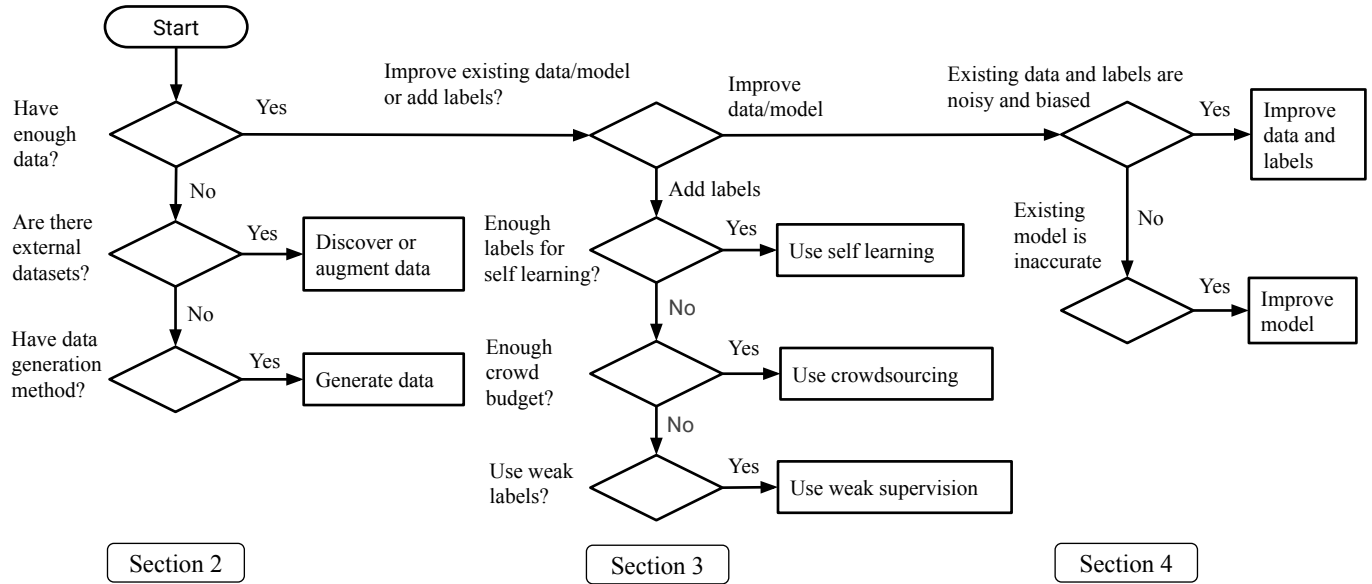 Start
Have
enough
data?
Yes
Improve existing data/model
or add labels?
Improve
data/model
Existing data and labels are
noisy and biased
Yes
Improve
data and
labels
No
Add labels
No
Are there
external
datasets?
Yes
Discover or
augment data
Enough
labels for
self learning?
Yes
Use self learning
Existing
model is
inaccurate
Yes
Improve
model
No
No
Have data
generation
method?
Yes
Generate data
Enough
crowd
budget?
Yes
Use crowdsourcing
No
Use weak
labels?
Yes
Use weak supervision
Section 2
Section 3
Section 4